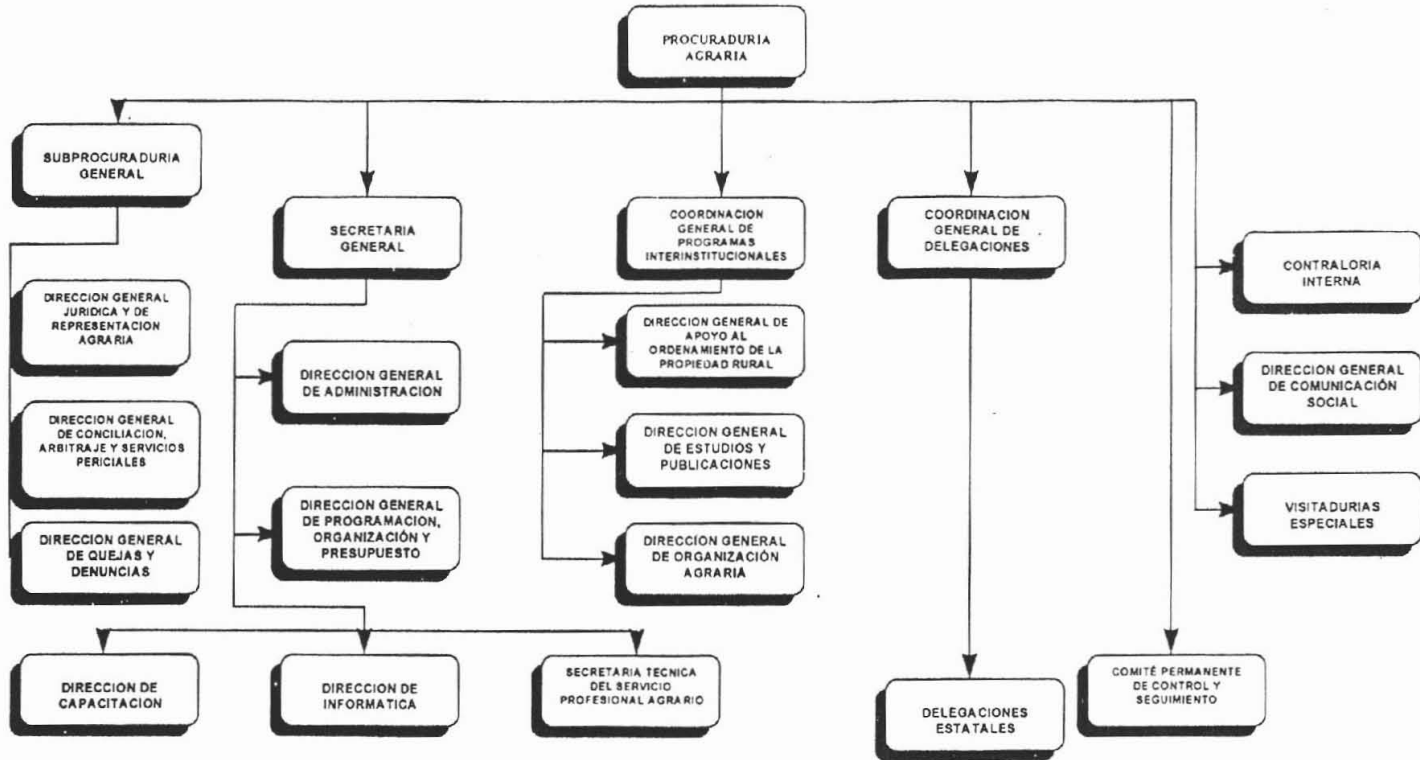 PROCURADURIA
AGRARIA
SUBPROCURADURIA
GENERAL
SECRETARIA
GENERAL
COORDINACION
GENERAL DE
PROGRAMAS
INTERINSTITUCIONALES
COORDINACION
GENERAL DE
DELEGACIONES
CONTRALORIA
INTERNA
DIRECCION GENERAL
DE COMUNICACIÓN
SOCIAL
VISITADURIAS
ESPECIALES
DIRECCION GENERAL
JURIDICA Y DE
REPRESENTACION
AGRARIA
DIRECCION GENERAL
DE CONCILIACION,
ARBITRAJE Y SERVICIOS
PERICIALES
DIRECCION GENERAL
DE QUEJAS Y
DENUNCIAS
DIRECCION GENERAL
DE ADMINISTRACION
DIRECCION GENERAL
DE PROGRAMACION,
ORGANIZACIÓN Y
PRESUPUESTO
DIRECCION GENERAL DE
APOYO AL
ORDENAMIENTO DE LA
PROPIEDAD RURAL
DIRECCION GENERAL
DE ESTUDIOS Y
PUBLICACIONES
DIRECCION GENERAL
DE ORGANIZACIÓN
AGRARIA
DIRECCION DE
CAPACITACION
DIRECCION DE
INFORMATICA
SECRETARIA TECNICA
DEL SERVICIO
PROFESIONAL AGRARIO
DELEGACIONES
ESTATALES
COMITÉ PERMANENTE
DE CONTROL Y
SEGUIMIENTO